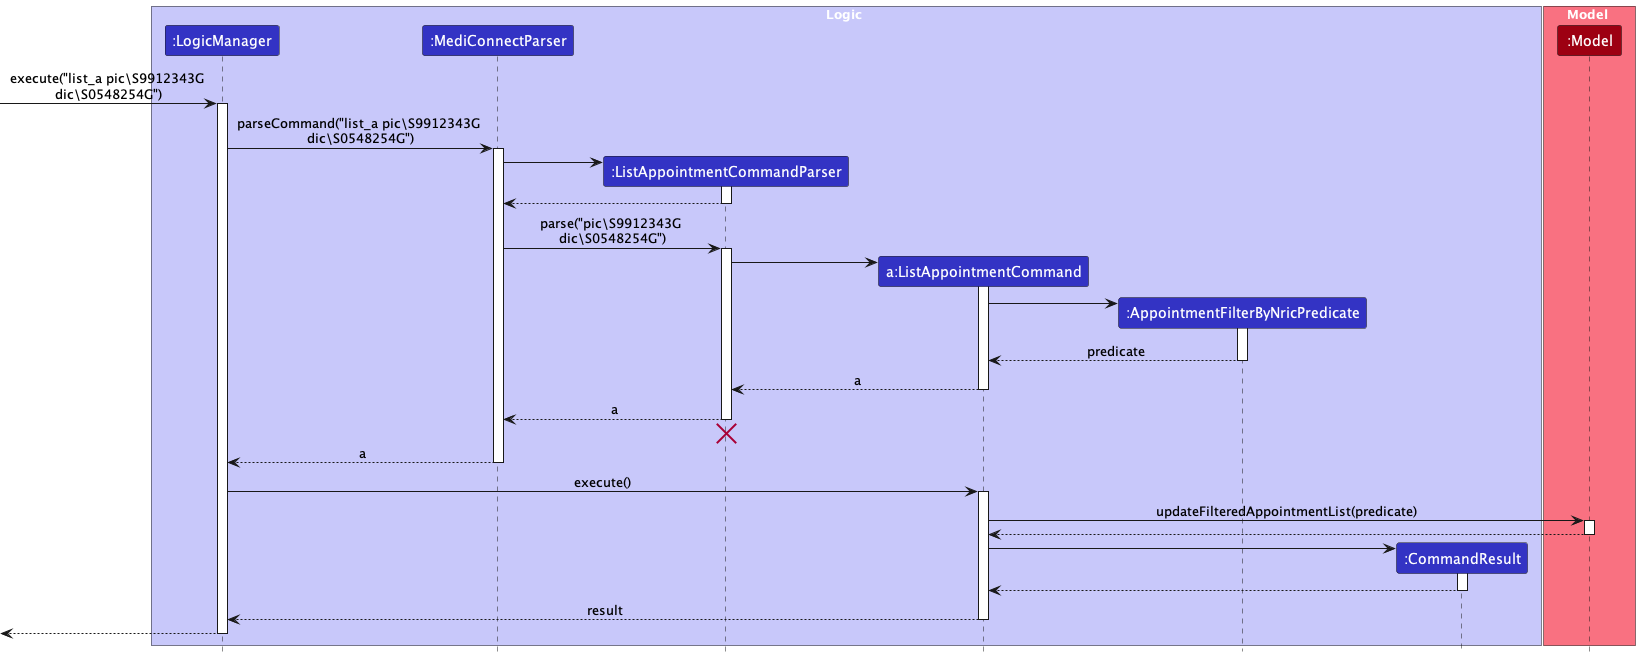 Logic
Model
:LogicManager
:MediConnectParser
:Model
execute("list_a pic\S9912343G
dic\S0548254G")
parseCommand("list_a pic\S9912343G
dic\S0548254G")
:ListAppointmentCommandParser
parse("pic\S9912343G
dic\S0548254G")
a:ListAppointmentCommand
:AppointmentFilterByNricPredicate
predicate
a
a
a
execute()
updateFilteredAppointmentList(predicate)
:CommandResult
result